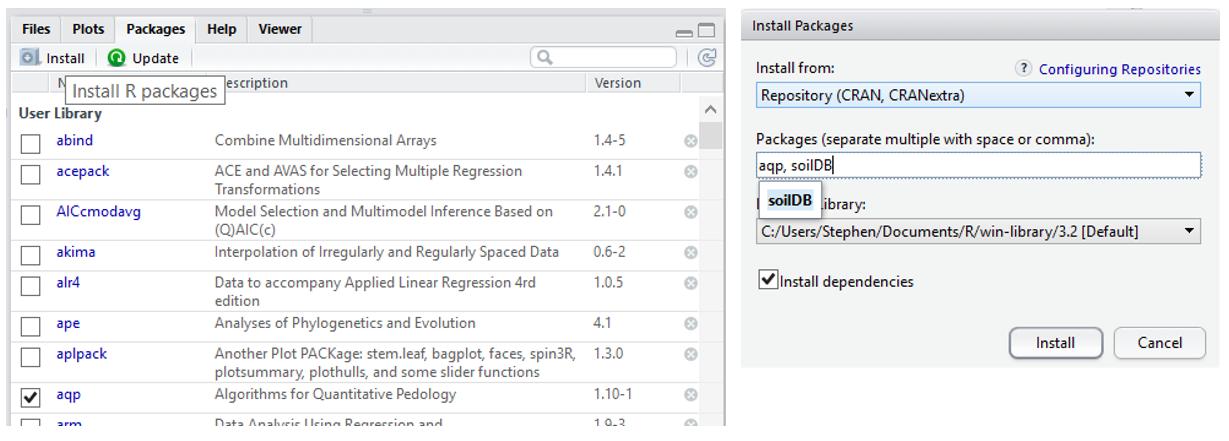 Files Plots Packages Help Viewer
Install Update
Install R packages
Description Version
User Library
abind Combine Multidimensional Arrays 1.4-5
acepack ACE and AVAS for Selecting Multiple Regression 1.4.1
Transformations
AICcmodavg Model Selection and Multimodel Inference Based on 2.1-0
(Q)AIC(c)
akima Interpolation of Irregularly and Regularly Spaced Data 0.6-2
alr4 Data to accompany Applied Linear Regression 4rd 1.0.5
edition
ape Analyses of Phylogenetics and Evolution 4.1
aplpack Another Plot PACKage: stem.leaf, bagplot, faces, spin3R, 1.3.0
plotsummary, plothulls, and some slider functions
aqp Algorithms for Quantitative Pedology 1.10-1
arm Data Analysis Using Regression and 1.9-3
Install Packages
Install from: ? Configuring Repositories
Repository (CRAN, CRANextra)
Packages (separate multiple with space or comma):
aqp, soilDB
soilDB
Library:
C:/Users/Stephen/Documents/R/win-library/3.2 [Default]
Install dependencies
Install Cancel